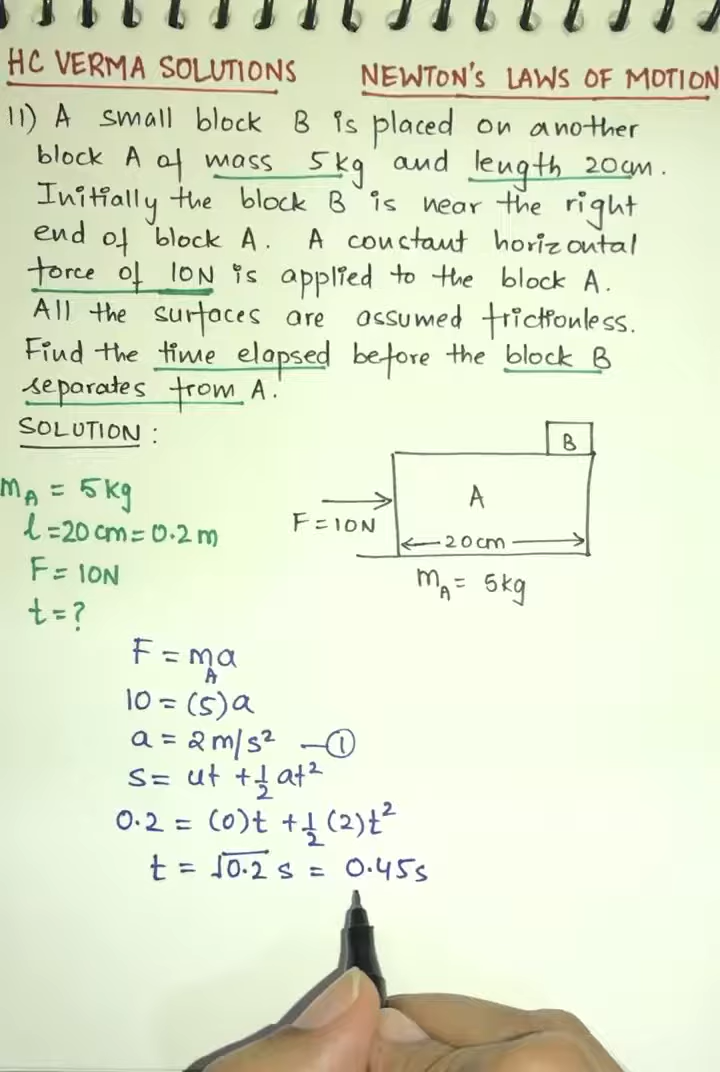 HC VERMA SOLUTIONS NEWTON'S LAWS OF MOTION
11) A small block B is placed on another
block A of mass 5kg and length 20cm.
Initially the block B is near the right
end of block A. A constant horizontal
force of 10N is applied to the block A.
All the surfaces are assumed frictionless.
Find the time elapsed before the block B
separates from A.
SOLUTION :
B
mA = 5kg
A
l = 20cm = 0.2m
F = 10N
20cm
F = 10N
mA = 5kg
t = ?
F = mAa
10 = (5)a
a = 2m/s² —①
s = ut + 1/2 at²
0.2 = (0)t + 1/2 (2)t²
t = √0.2 s = 0.45s